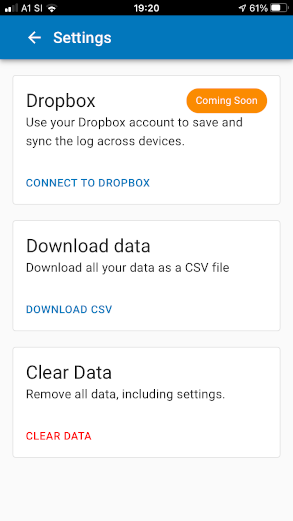 A1 SI 19:20 61%
Settings
Dropbox
Coming Soon
Use your Dropbox account to save and
sync the log across devices.
CONNECT TO DROPBOX
Download data
Download all your data as a CSV file
DOWNLOAD CSV
Clear Data
Remove all data, including settings.
CLEAR DATA